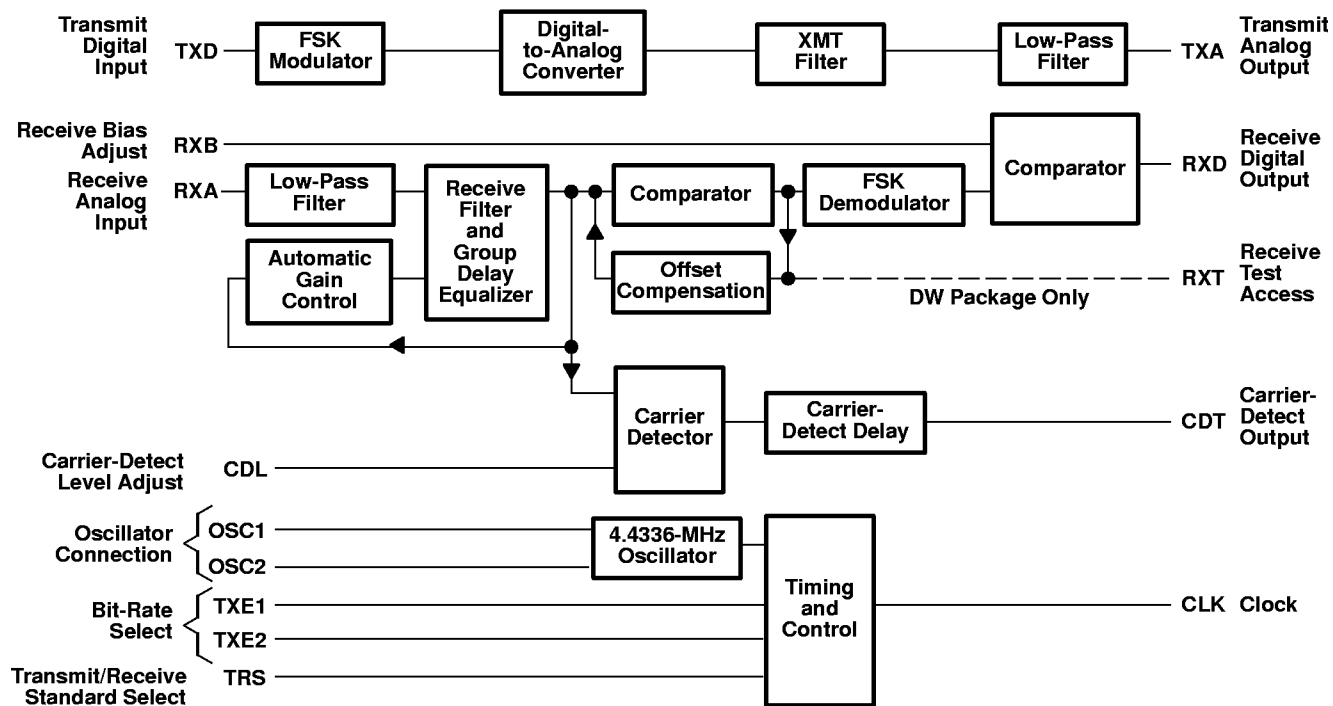 Transmit
Digital
Input
TXD
FSK
Modulator
Digital-
to-Analog
Converter
XMT
Filter
Low-Pass
Filter
TXA
Transmit
Analog
Output
Receive Bias
Adjust
RXB
Comparator
RXD
Receive
Digital
Output
Receive
Analog
Input
RXA
Low-Pass
Filter
Receive
Filter
and
Group
Delay
Equalizer
Comparator
FSK
Demodulator
Automatic
Gain
Control
Offset
Compensation
DW Package Only
RXT
Receive
Test
Access
Carrier
Detector
Carrier-
Detect Delay
CDT
Carrier-
Detect
Output
Carrier-Detect
Level Adjust
CDL
Oscillator
Connection
OSC1
OSC2
4.4336-MHz
Oscillator
Bit-Rate
Select
TXE1
TXE2
Timing
and
Control
CLK Clock
Transmit/Receive
Standard Select
TRS